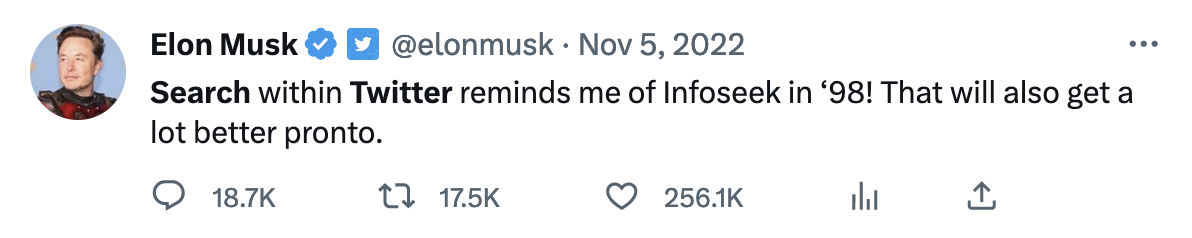 Elon Musk @elonmusk · Nov 5, 2022
Search within Twitter reminds me of Infoseek in ‘98! That will also get a
lot better pronto.
18.7K 17.5K 256.1K